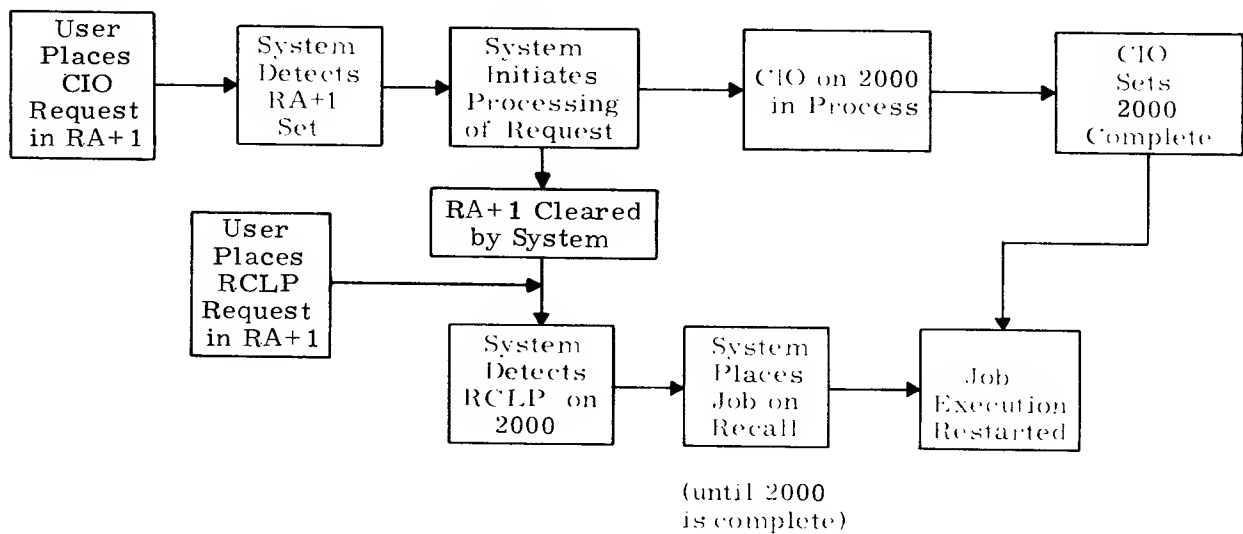 User
Places
CIO
Request
in RA+1
System
Detects
RA+1
Set
System
Initiates
Processing
of Request
CIO on 2000
in Process
CIO
Sets
2000
Complete
RA+1 Cleared
by System
User
Places
RCLP
Request
in RA+1
System
Detects
RCLP on
2000
System
Places
Job on
Recall
Job
Execution
Restarted
(until 2000
is complete)